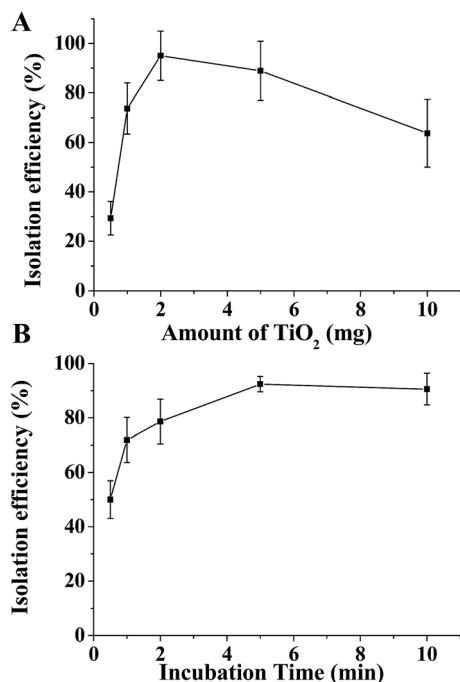 A
Isolation efficiency (%)
100
80
60
40
20
0
0 2 4 6 8 10
Amount of TiO₂ (mg)
B
Isolation efficiency (%)
100
80
60
40
20
0
0 2 4 6 8 10
Incubation Time (min)